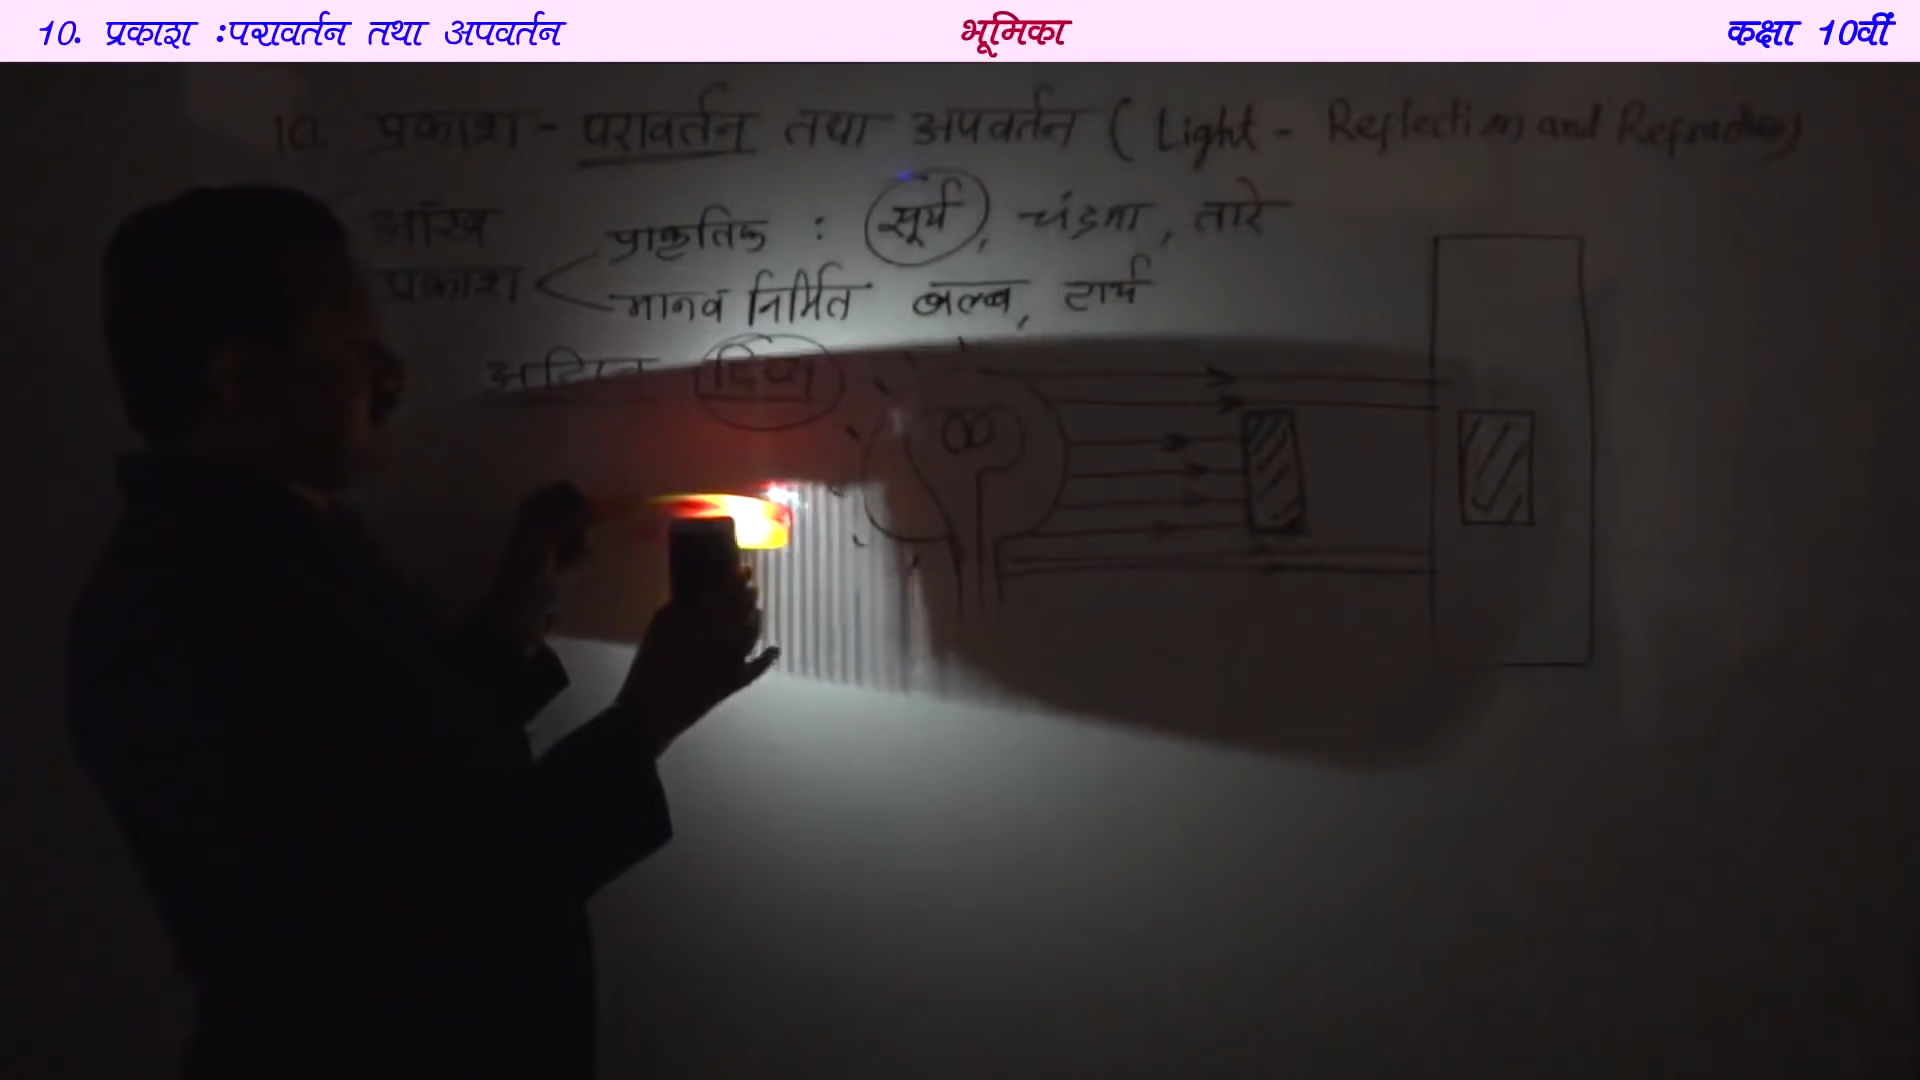 10. प्रकाश :परावर्तन तथा अपवर्तन
भूमिका
कक्षा 10वीं
10. प्रकाश - परावर्तन तथा अपवर्तन ( Light - Reflection and Refraction)
आँख
प्राकृतिक : सूर्य, चंद्रमा, तारे
प्रकाश
मानव निर्मित बल्ब, टार्च